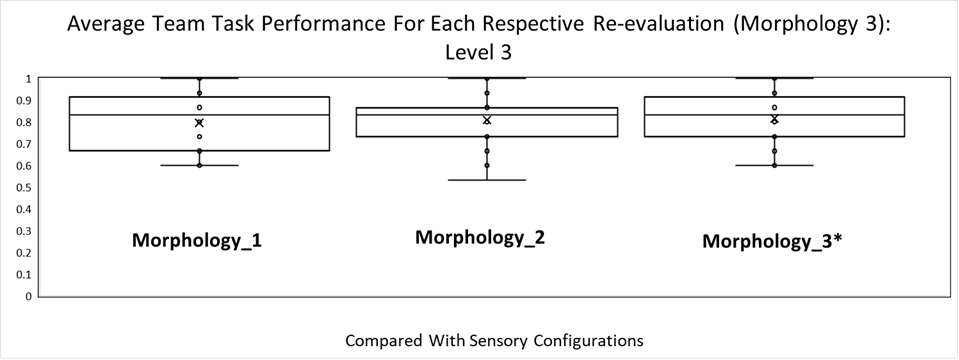 Average Team Task Performance For Each Respective Re-evaluation (Morphology 3):
Level 3
1
0.9
0.8
0.7
0.6
0.5
0.4
0.3
0.2
0.1
0
Morphology_1
Morphology_2
Morphology_3*
Compared With Sensory Configurations